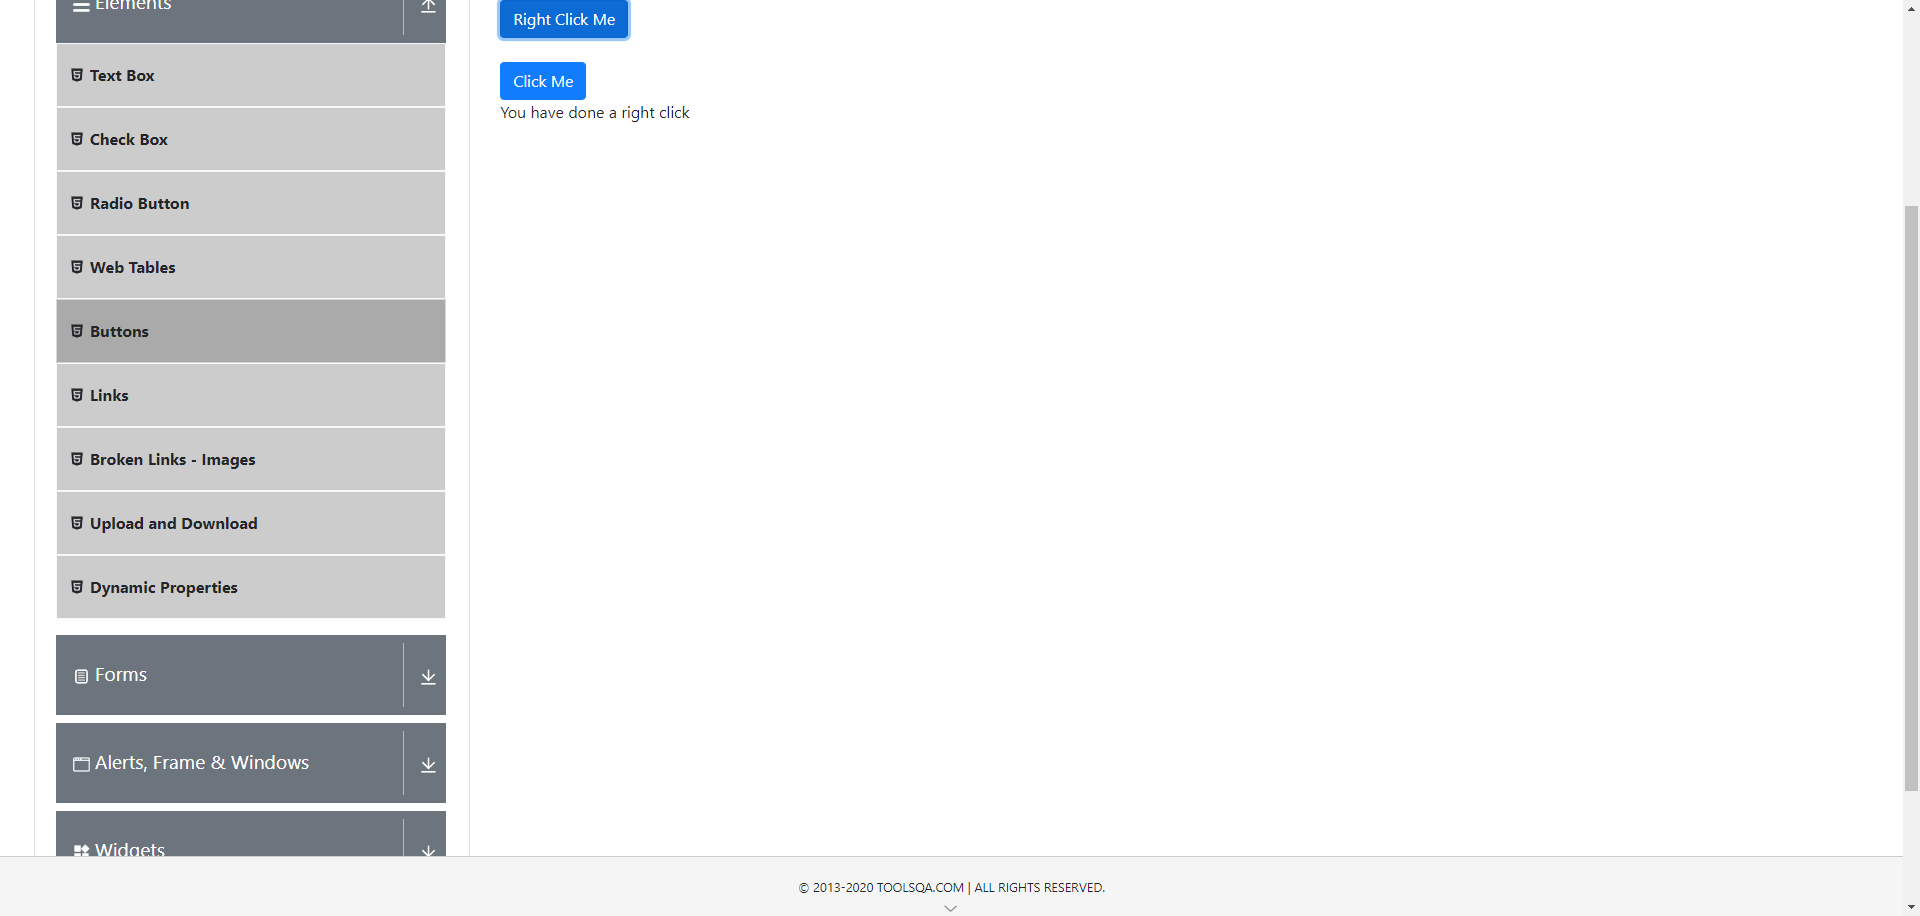 Elements
Text Box
Check Box
Radio Button
Web Tables
Buttons
Links
Broken Links - Images
Upload and Download
Dynamic Properties
Forms
Alerts, Frame & Windows
Widgets
Right Click Me
Click Me
You have done a right click
© 2013-2020 TOOLSQA.COM | ALL RIGHTS RESERVED.